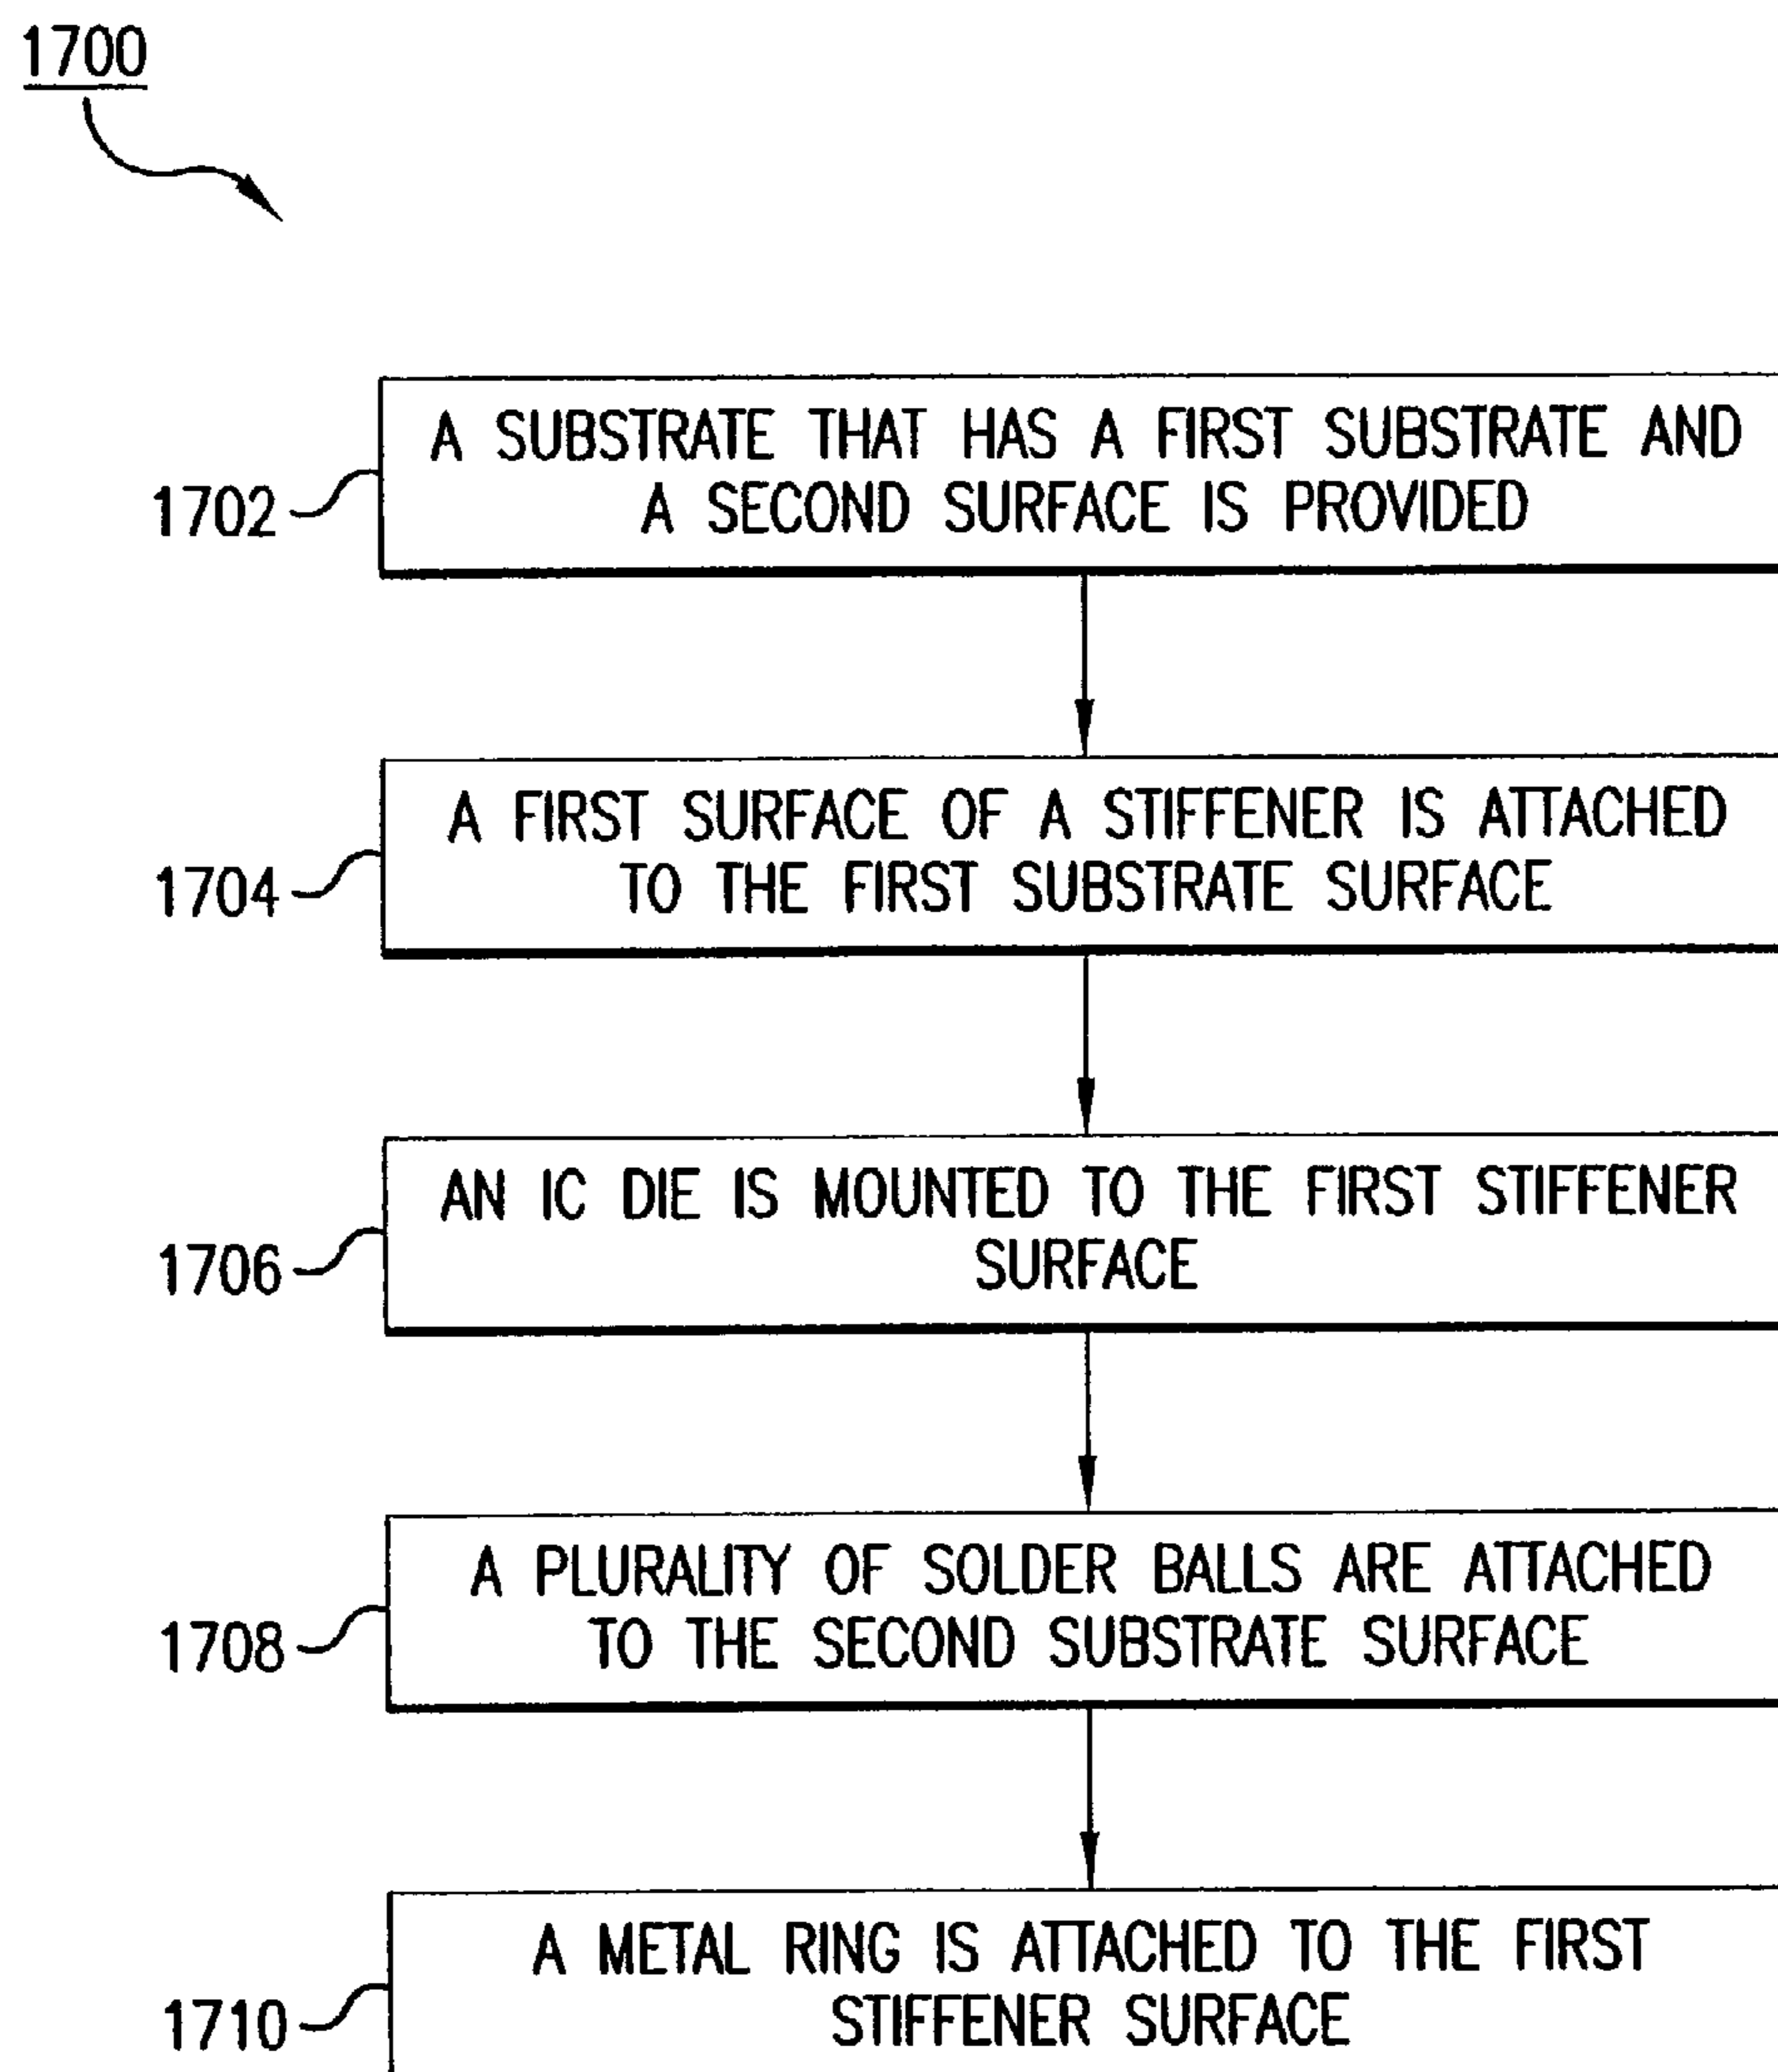 1700
A SUBSTRATE THAT HAS A FIRST SUBSTRATE AND
A SECOND SURFACE IS PROVIDED
1702
A FIRST SURFACE OF A STIFFENER IS ATTACHED
TO THE FIRST SUBSTRATE SURFACE
1704
AN IC DIE IS MOUNTED TO THE FIRST STIFFENER
SURFACE
1706
A PLURALITY OF SOLDER BALLS ARE ATTACHED
TO THE SECOND SUBSTRATE SURFACE
1708
A METAL RING IS ATTACHED TO THE FIRST
STIFFENER SURFACE
1710